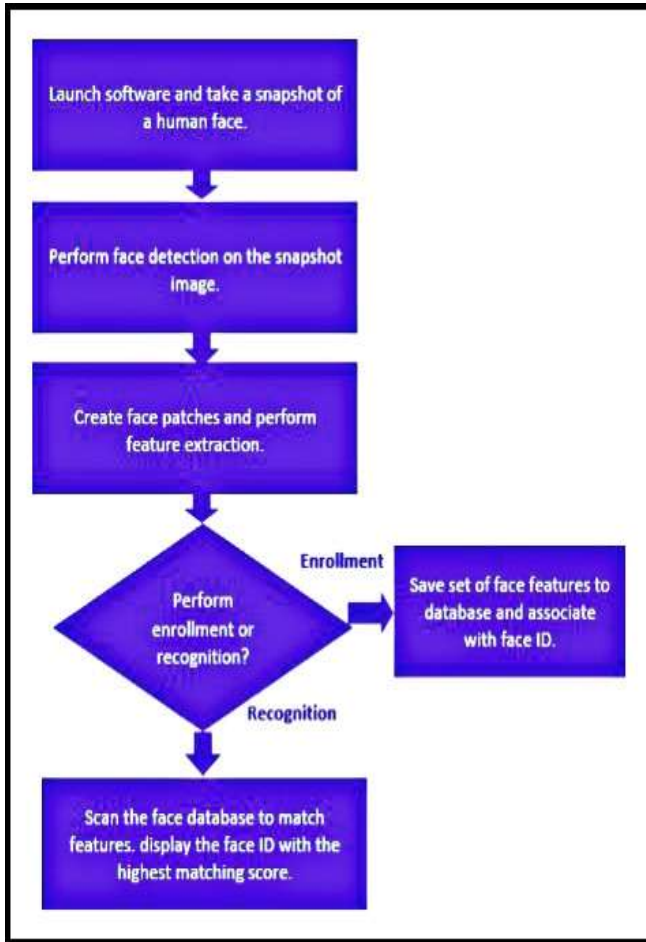 Launch software and take a snapshot of
a human face.
Perform face detection on the snapshot
image.
Create face patches and perform
feature extraction.
Perform
enrollment or
recognition?
Enrollment
Save set of face features to
database and associate
with face ID.
Recognition
Scan the face database to match
features. display the face ID with the
highest matching score.